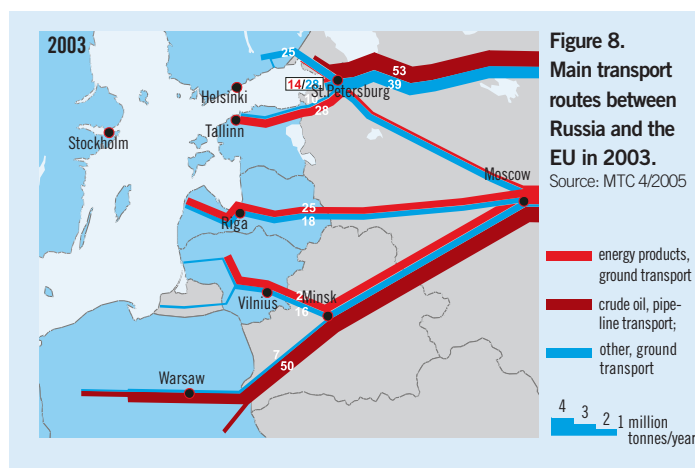 2003
25
53
14/28
39
St.Petersburg
Helsinki
28
Tallinn
Stockholm
Moscow
25
18
Riga
Vilnius
Minsk
16
7
50
Warsaw
Figure 8.
Main transport
routes between
Russia and the
EU in 2003.
Source: MTC 4/2005
energy products,
ground transport
crude oil, pipe-
line transport;
other, ground
transport
4 3 2 1 million
tonnes/year